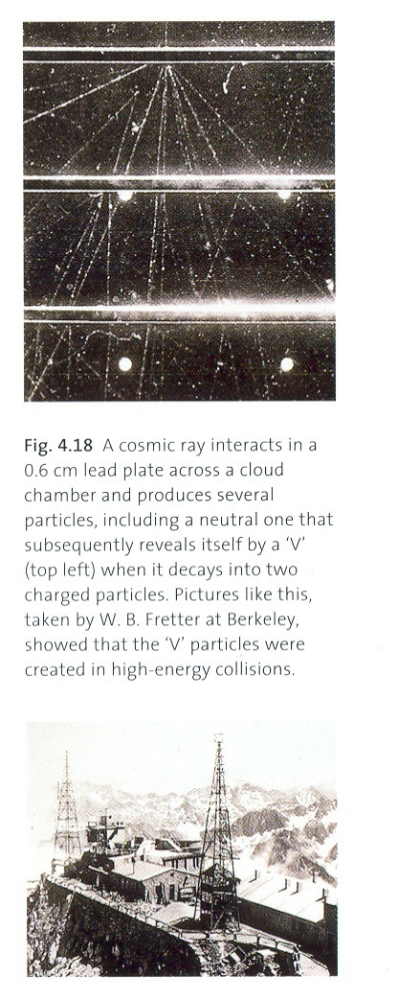 Fig. 4.18 A cosmic ray interacts in a
0.6 cm lead plate across a cloud
chamber and produces several
particles, including a neutral one that
subsequently reveals itself by a ‘V’
(top left) when it decays into two
charged particles. Pictures like this,
taken by W. B. Fretter at Berkeley,
showed that the ‘V’ particles were
created in high-energy collisions.